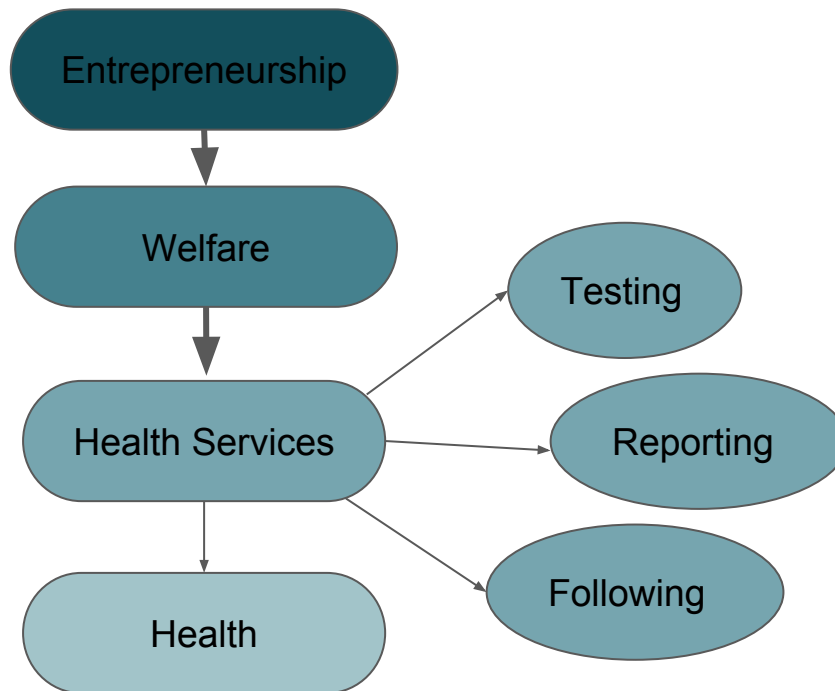 Entrepreneurship
Welfare
Testing
Health Services
Reporting
Following
Health